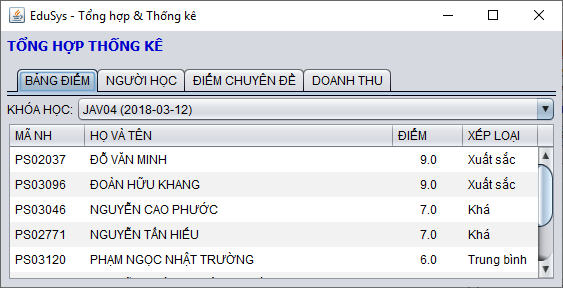 EduSys - Tổng hợp & Thống kê
TỔNG HỢP THỐNG KÊ
BẢNG ĐIỂM NGƯỜI HỌC ĐIỂM CHUYÊN ĐỀ DOANH THU
KHÓA HỌC: JAV04 (2018-03-12)
MÃ NH HỌ VÀ TÊN ĐIỂM XẾP LOẠI
PS02037 ĐỖ VĂN MINH 9.0 Xuất sắc
PS03096 ĐOÀN HỮU KHANG 9.0 Xuất sắc
PS03046 NGUYỄN CAO PHƯỚC 7.0 Khá
PS02771 NGUYỄN TẤN HIẾU 7.0 Khá
PS03120 PHẠM NGỌC NHẬT TRƯỜNG 6.0 Trung bình